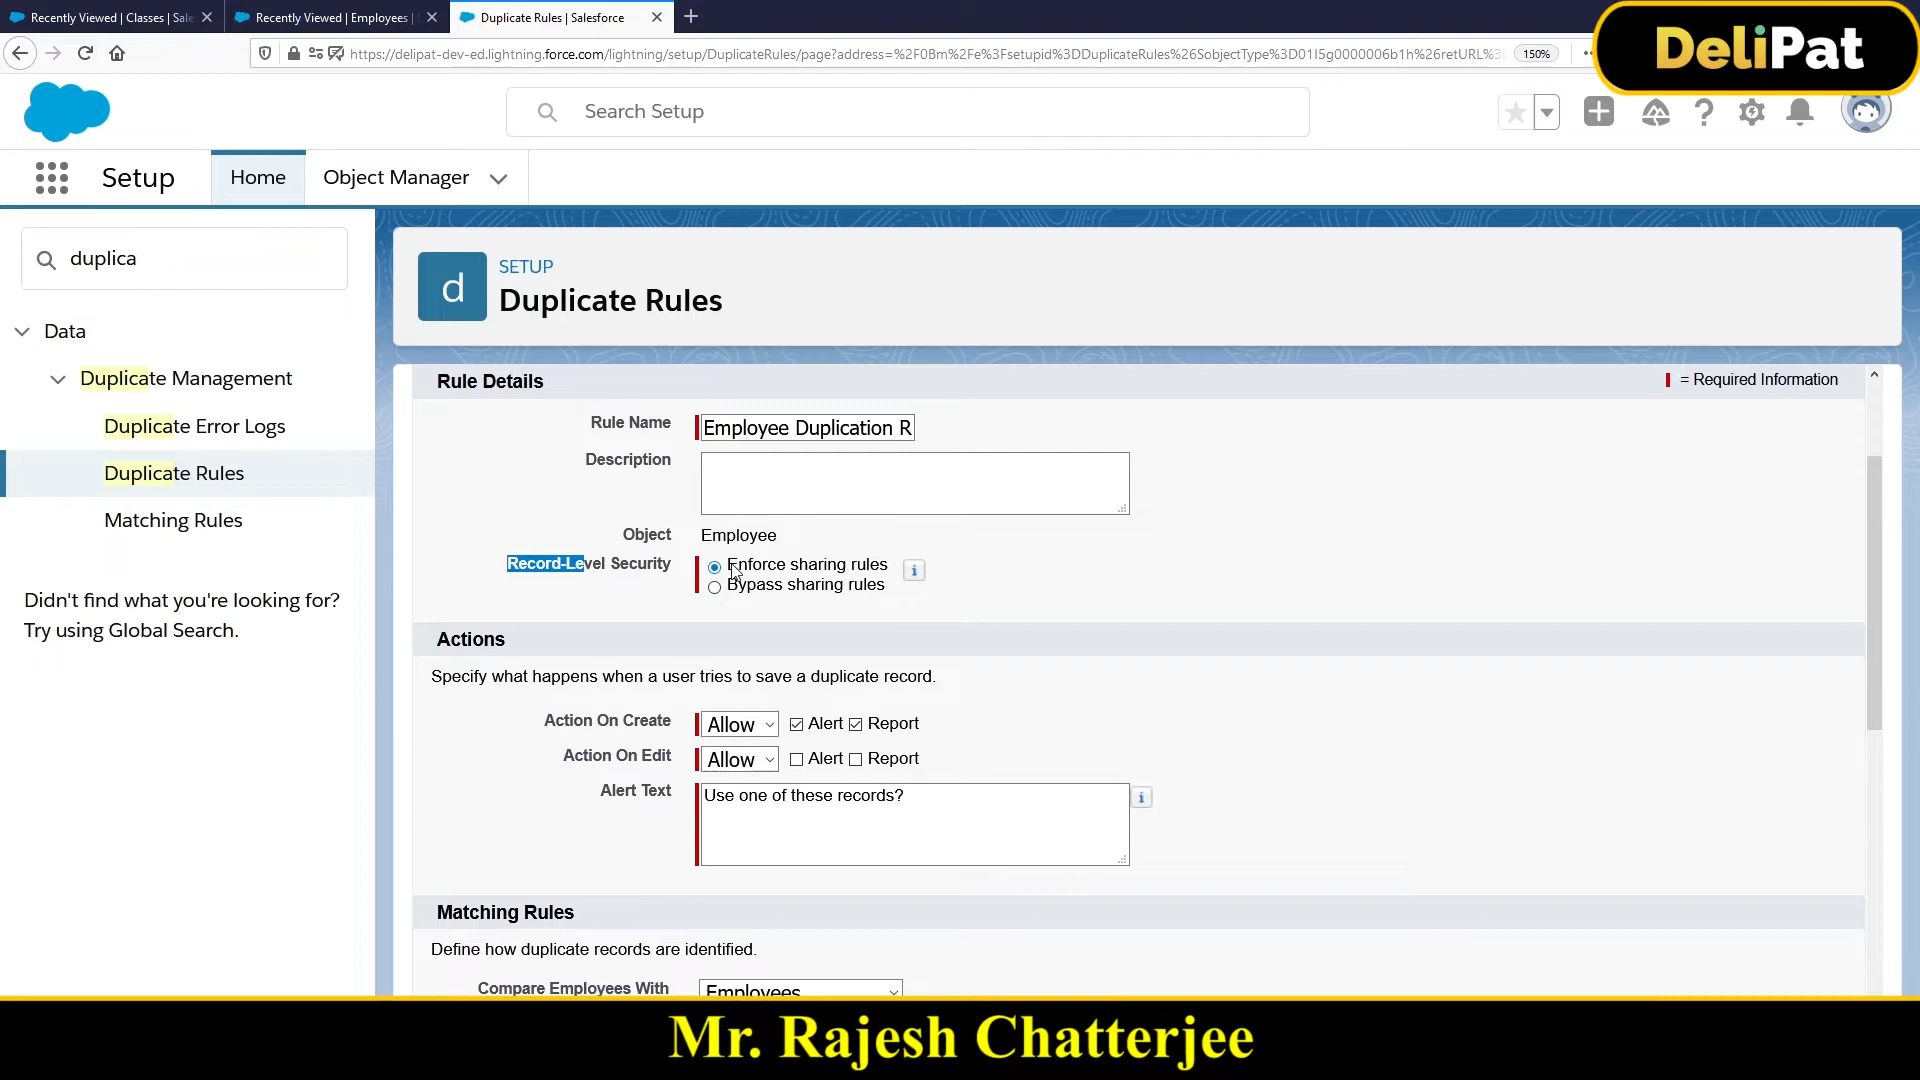 Recently Viewed | Classes | Sale
Recently Viewed | Employees |
Duplicate Rules | Salesforce
DeliPat
https://delipat-dev-ed.lightning.force.com/lightning/setup/DuplicateRules/page?address=%2F0Bm%2Fe%3Fsetupid%3DDuplicateRules%26SobjectType%3D01I5g0000006b1h%26retURL%3
150%
Search Setup
Setup
Home
Object Manager
duplica
Data
Duplicate Management
Duplicate Error Logs
Duplicate Rules
Matching Rules
Didn't find what you're looking for?
Try using Global Search.
d
SETUP
Duplicate Rules
Rule Details
= Required Information
Rule Name
Employee Duplication R
Description
Object
Employee
Record-Level Security
Enforce sharing rules
Bypass sharing rules
Actions
Specify what happens when a user tries to save a duplicate record.
Action On Create
Allow
Alert
Report
Action On Edit
Allow
Alert
Report
Alert Text
Use one of these records?
Matching Rules
Define how duplicate records are identified.
Compare Employees With
Employees
Mr. Rajesh Chatterjee